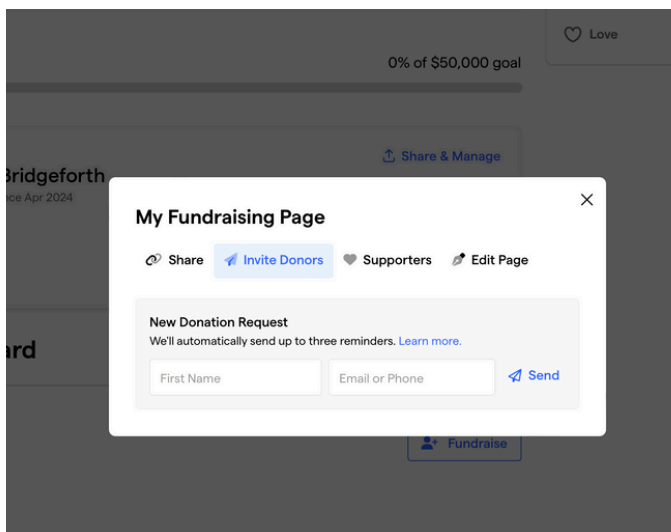 Love
0% of $50,000 goal
Share & Manage
Bridgeforth
Apr 2024
My Fundraising Page
Share
Invite Donors
Supporters
Edit Page
New Donation Request
We'll automatically send up to three reminders. Learn more.
First Name
Email or Phone
Send
Fundraise